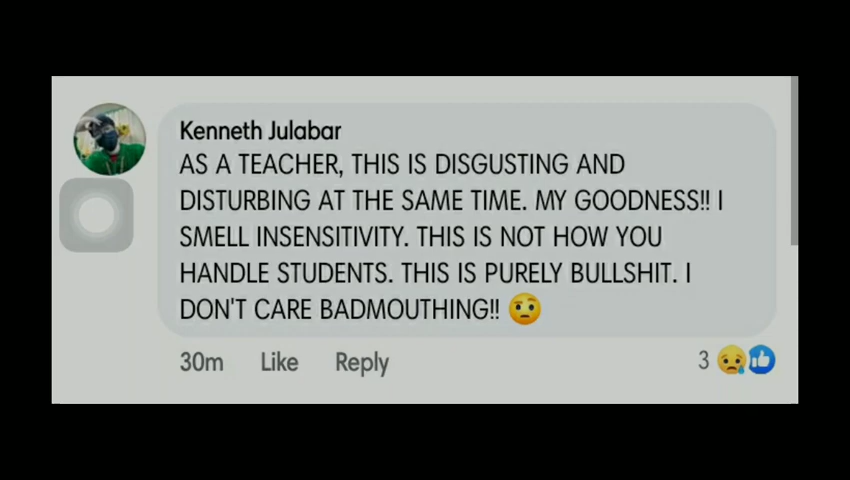 Kenneth Julabar
AS A TEACHER, THIS IS DISGUSTING AND
DISTURBING AT THE SAME TIME. MY GOODNESS!! I
SMELL INSENSITIVITY. THIS IS NOT HOW YOU
HANDLE STUDENTS. THIS IS PURELY BULLSHIT. I
DON'T CARE BADMOUTHING!! 🤨
30m Like Reply 3